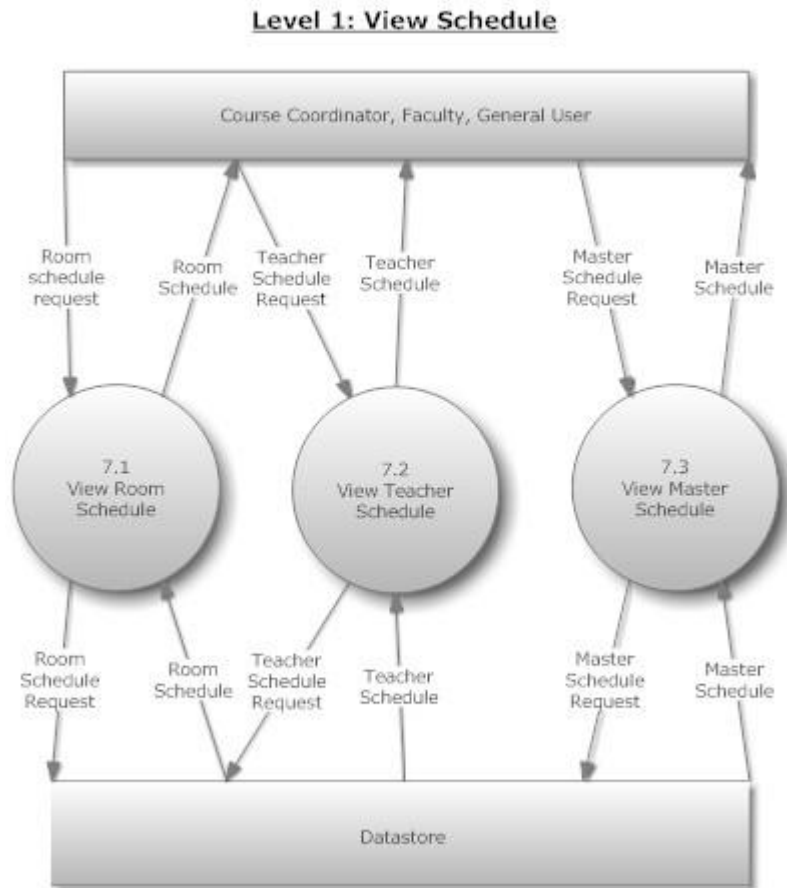 Level 1: View Schedule
Course Coordinator, Faculty, General User
Room
schedule
request
Room
Schedule
Teacher
Schedule
Request
Teacher
Schedule
Master
Schedule
Request
Master
Schedule
7.1
View Room
Schedule
7.2
View Teacher
Schedule
7.3
View Master
Schedule
Room
Schedule
Request
Room
Schedule
Teacher
Schedule
Request
Teacher
Schedule
Master
Schedule
Request
Master
Schedule
Datastore